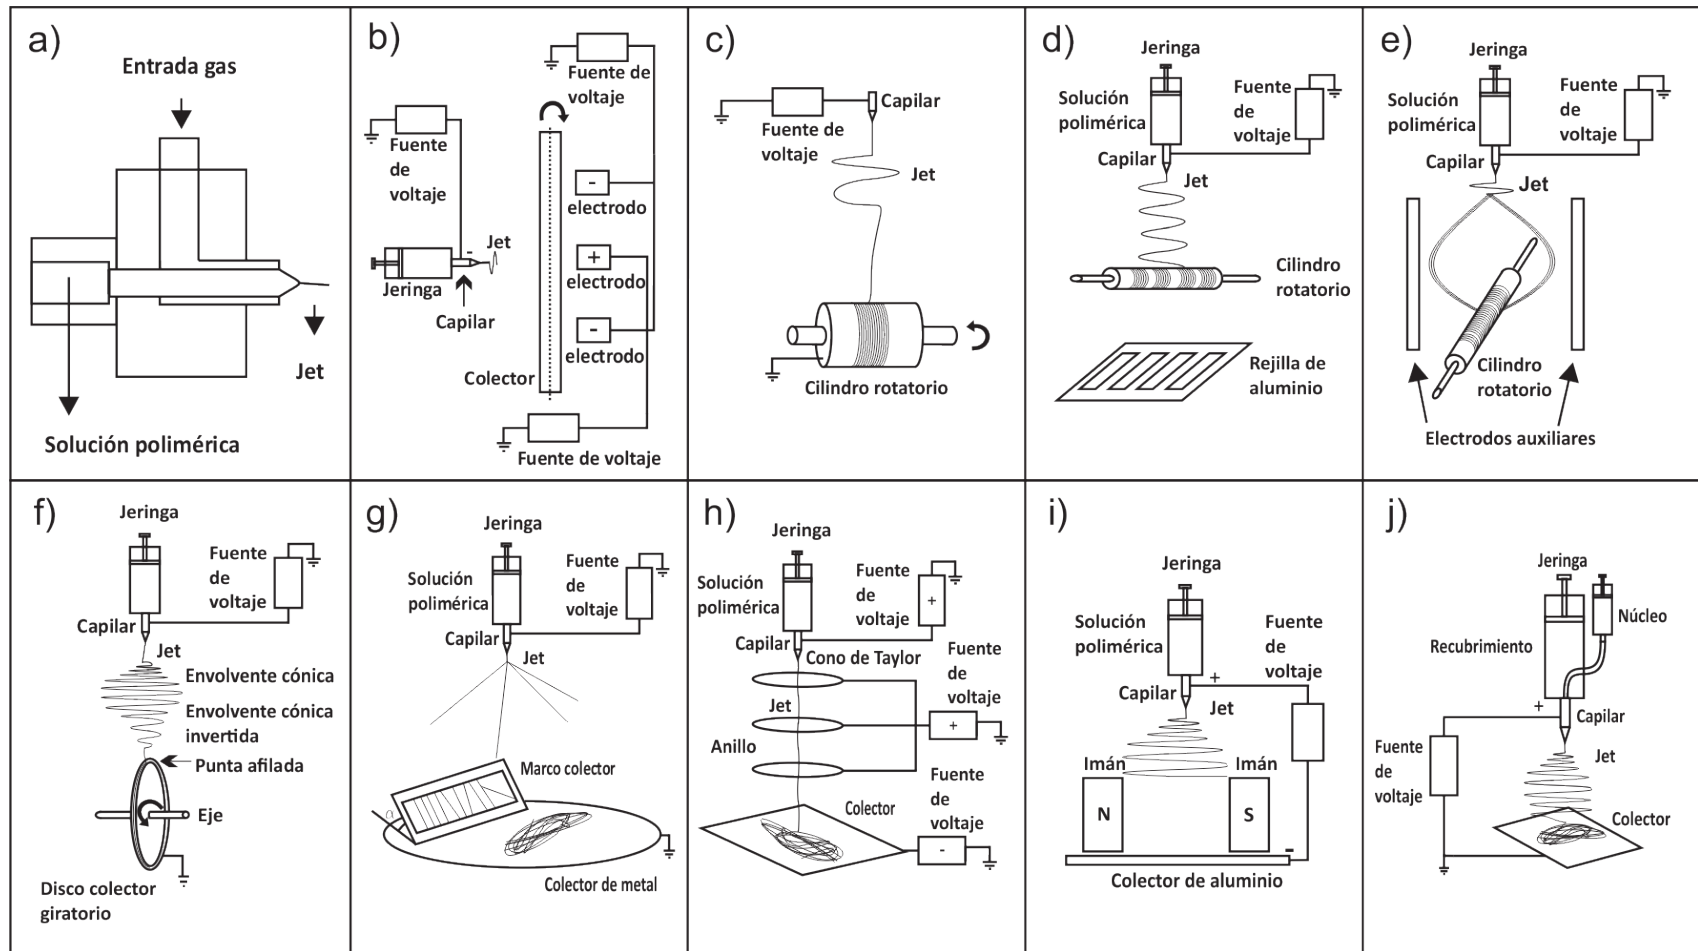 a)
Entrada gas
Jet
Solución polimérica
b)
Fuente de
voltaje
Fuente
de
voltaje
-
electrodo
Jet
-
+
electrodo
Jeringa
Capilar
-
electrodo
Colector
Fuente de voltaje
c)
Capilar
Fuente de
voltaje
Jet
Cilindro rotatorio
d)
Jeringa
Solución
polimérica
Fuente
de
voltaje
Capilar
Jet
Cilindro
rotatorio
Rejilla de
aluminio
e)
Jeringa
Solución
polimérica
Fuente
de
voltaje
Capilar
Jet
Cilindro
rotatorio
Electrodos auxiliares
f)
Jeringa
Fuente
de
voltaje
Capilar
Jet
Envolvente cónica
Envolvente cónica
invertida
Punta afilada
Eje
Disco colector
giratorio
g)
Jeringa
Solución
polimérica
Fuente
de
voltaje
Capilar
Jet
Marco colector
α
Colector de metal
h)
Jeringa
Solución
polimérica
Fuente
de
voltaje
+
Capilar
Cono de Taylor
Fuente
de
voltaje
Jet
+
Anillo
Fuente
de
voltaje
Colector
-
i)
Jeringa
Solución
polimérica
Fuente
de
voltaje
+
Capilar
Jet
Imán
Imán
N
S
-
Colector de aluminio
j)
Jeringa
Núcleo
Recubrimiento
+
Capilar
Fuente
de
voltaje
Jet
Colector